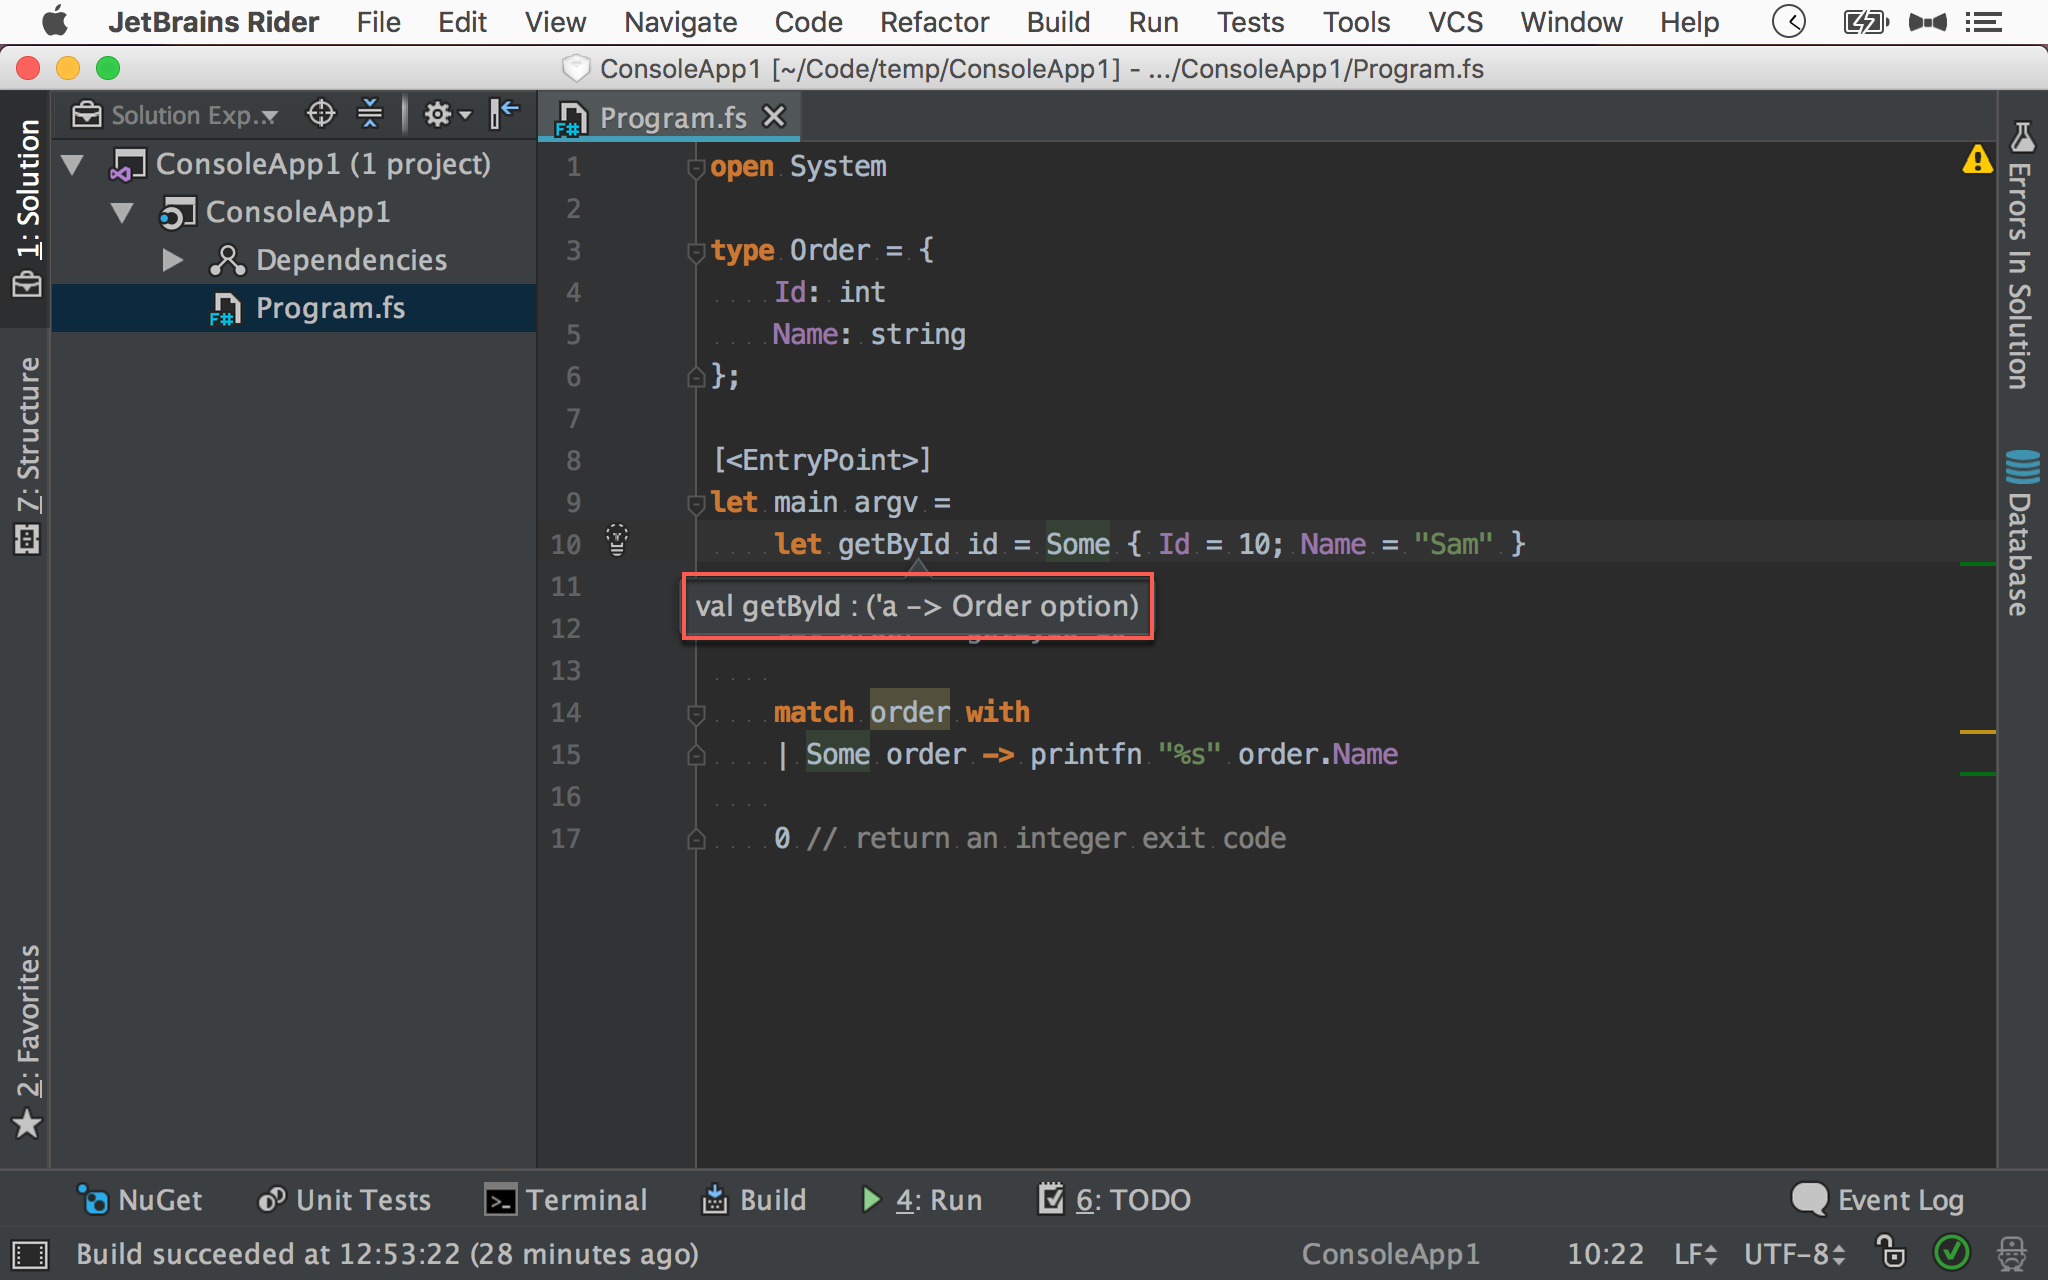 JetBrains Rider File Edit View Navigate Code Refactor Build Run Tests Tools VCS Window Help
ConsoleApp1 [~/Code/temp/ConsoleApp1] - .../ConsoleApp1/Program.fs
1: Solution
7: Structure
2: Favorites
Solution Exp...
ConsoleApp1 (1 project)
ConsoleApp1
Dependencies
F# Program.fs
F# Program.fs
1 open System
2
3 type Order = {
4 Id: int
5 Name: string
6 };
7
8 [<EntryPoint>]
9 let main argv =
10 let getById id = Some { Id = 10; Name = "Sam" }
11
val getById : ('a -> Order option)
12
13
14 match order with
15 | Some order -> printfn "%s" order.Name
16
17 0 // return an integer exit code
Errors In Solution
Database
NuGet Unit Tests Terminal Build 4: Run 6: TODO Event Log
Build succeeded at 12:53:22 (28 minutes ago) ConsoleApp1 10:22 LF UTF-8